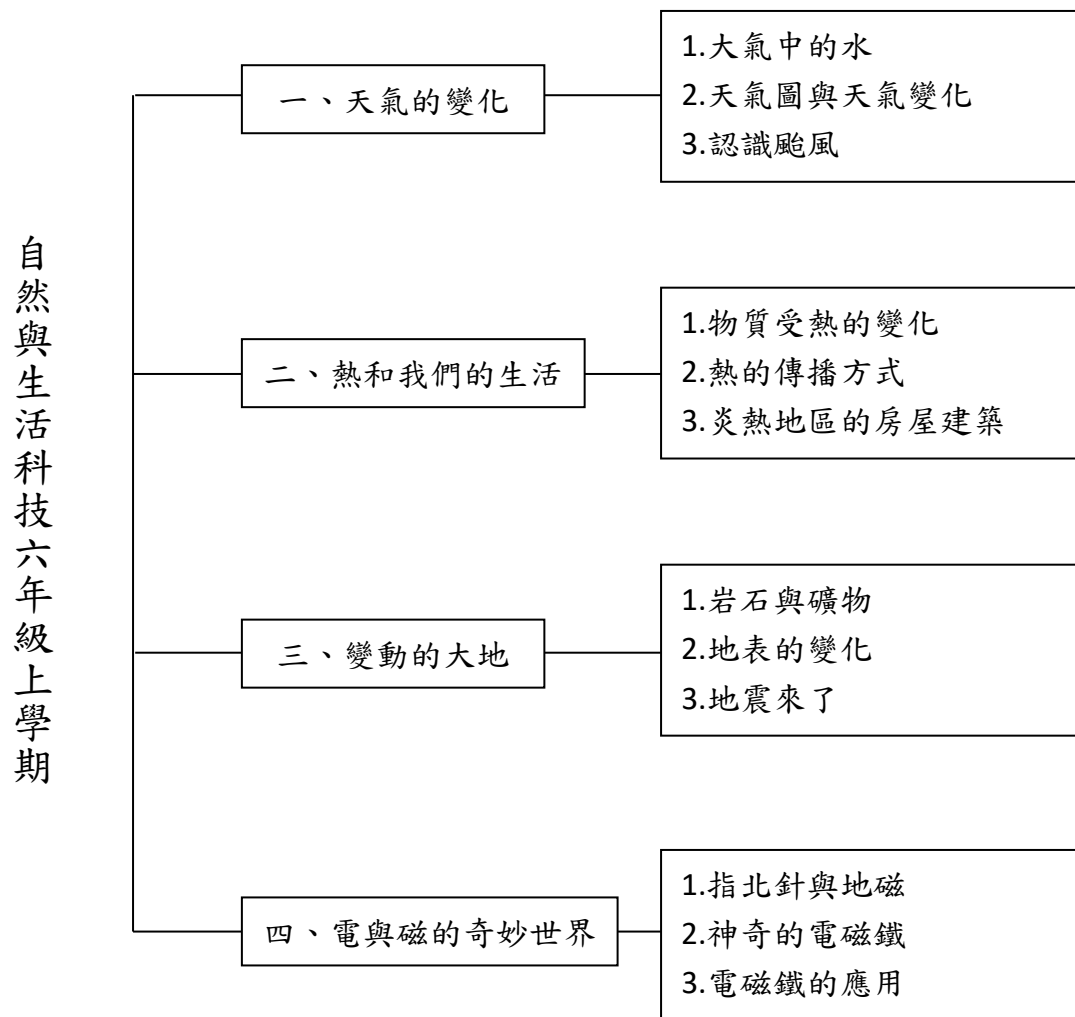 自然與生活科技六年級上學期
一、天氣的變化
1.大氣中的水
2.天氣圖與天氣變化
3.認識颱風
二、熱和我們的生活
1.物質受熱的變化
2.熱的傳播方式
3.炎熱地區的房屋建築
三、變動的大地
1.岩石與礦物
2.地表的變化
3.地震來了
四、電與磁的奇妙世界
1.指北針與地磁
2.神奇的電磁鐵
3.電磁鐵的應用